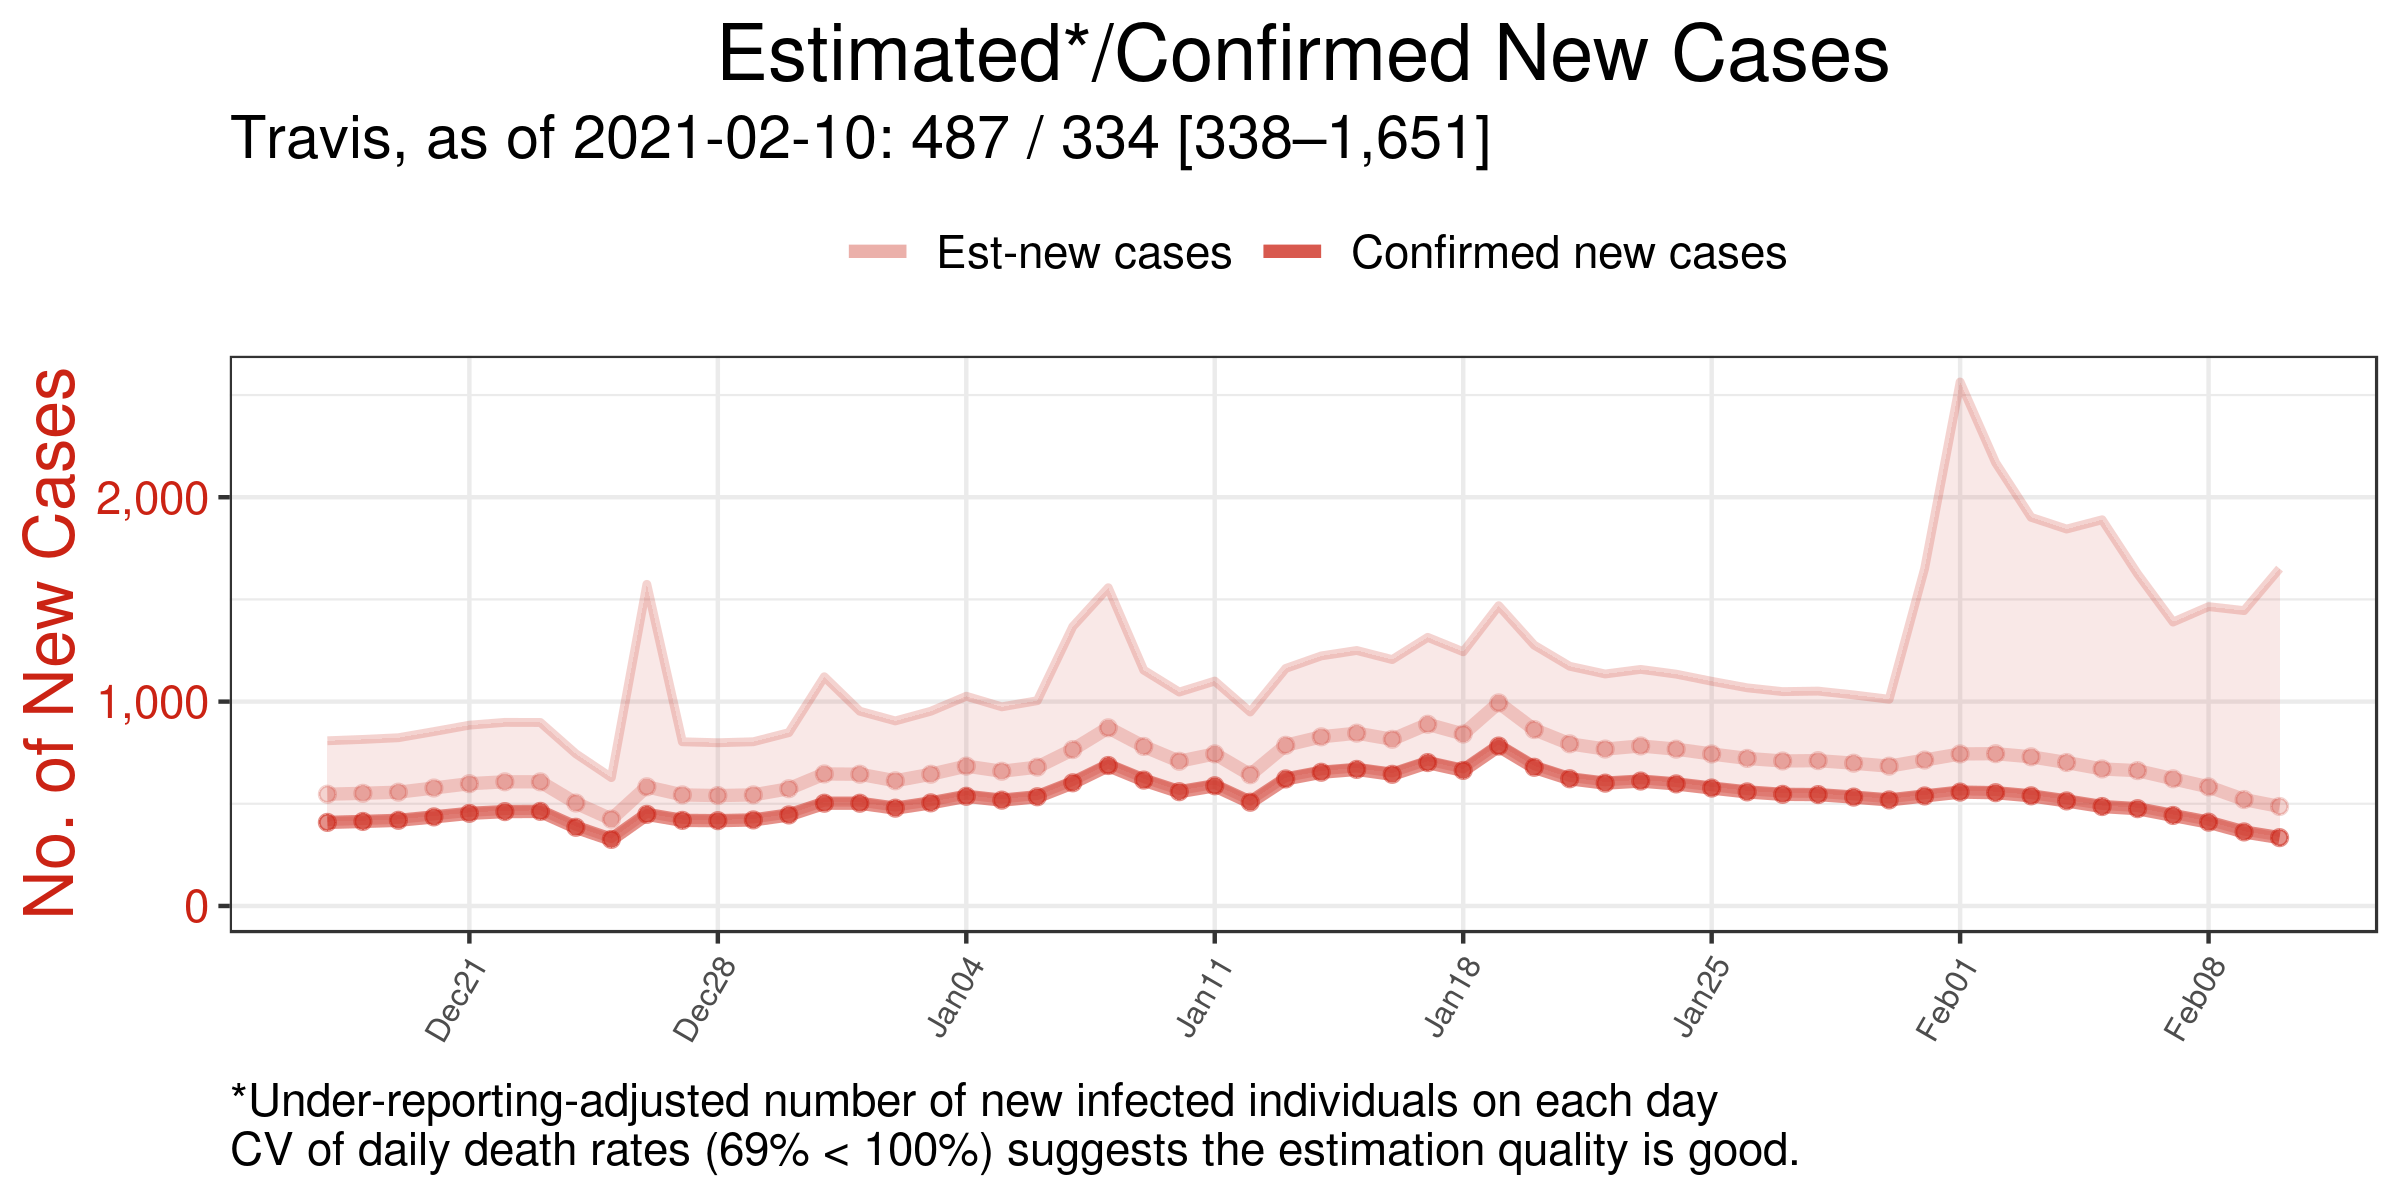 Estimated*/Confirmed New Cases
Travis, as of 2021-02-10: 487 / 334 [338–1,651]
Est-new cases
Confirmed new cases
No. of New Cases
2,000
1,000
0
Dec21
Dec28
Jan04
Jan11
Jan18
Jan25
Feb01
Feb08
*Under-reporting-adjusted number of new infected individuals on each day
CV of daily death rates (69% < 100%) suggests the estimation quality is good.